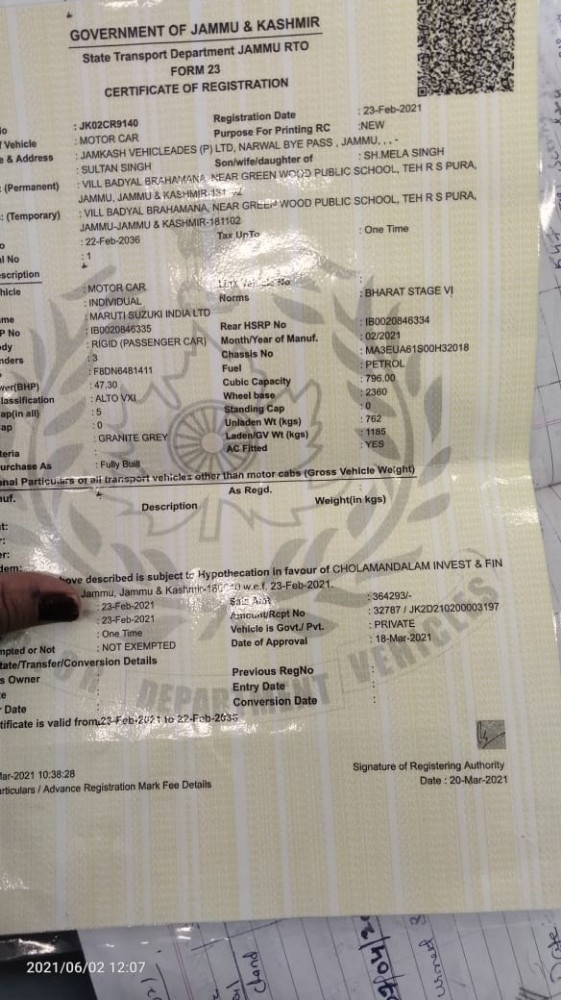 GOVERNMENT OF JAMMU & KASHMIR
State Transport Department JAMMU RTO
FORM 23
CERTIFICATE OF REGISTRATION
: JK02CR9140 Registration Date : 23-Feb-2021
Vehicle : MOTOR CAR Purpose For Printing RC :NEW
e & Address : JAMKASH VEHICLEADES (P) LTD, NARWAL BYE PASS , JAMMU, , , -
: SULTAN SINGH Son/wife/daughter of : SH.MELA SINGH
(Permanent) : VILL BADYAL BRAHAMANA, NEAR GREEN WOOD PUBLIC SCHOOL, TEH R S PURA,
JAMMU, JAMMU & KASHMIR-
: (Temporary) : VILL BADYAL BRAHAMANA, NEAR GREEN WOOD PUBLIC SCHOOL, TEH R S PURA,
JAMMU-JAMMU & KASHMIR-181102
: 22-Feb-2036 Tax UpTo : One Time
No : 1
scription
hicle : MOTOR CAR
: INDIVIDUAL Norms : BHARAT STAGE VI
me : MARUTI SUZUKI INDIA LTD
P No : IB0020846335 Rear HSRP No : IB0020846334
dy : RIGID (PASSENGER CAR) Month/Year of Manuf. : 02/2021
nders : 3 Chassis No : MA3EUA61S00H32018
: F8DN6481411 Fuel : PETROL
wer(BHP) : 47.30 Cubic Capacity : 796.00
lassification : ALTO VXI Wheel base : 2360
ap(in all) : 5 Standing Cap : 0
ap : 0 Unladen Wt (kgs) : 762
: GRANITE GREY Laden/GV Wt (kgs) : 1185
teria AC Fitted : YES
urchase As : Fully Built
nal Particulars of all transport vehicles other than motor cabs (Gross Vehicle Weight)
nuf. As Regd.
Description Weight(in kgs)
t:
r:
er:
dem:
ove described is subject to Hypothecation in favour of CHOLAMANDALAM INVEST & FIN
Jammu, Jammu & Kashmir- w.e.f. 23-Feb-2021.
: 23-Feb-2021 Sale Amt : 364293/-
: 23-Feb-2021 Amount/Rcpt No : 32787 / JK2D210200003197
: One Time Vehicle is Govt./ Pvt. : PRIVATE
mpted or Not : NOT EXEMPTED Date of Approval : 18-Mar-2021
tate/Transfer/Conversion Details
s Owner Previous RegNo :
e Entry Date :
Date Conversion Date :
tificate is valid from 23-Feb-2021 to 22-Feb-2036
DEPARTMENT VEHICLES
Mar-2021 10:38:28 Signature of Registering Authority
articulars / Advance Registration Mark Fee Details Date : 20-Mar-2021
2021/06/02 12:07